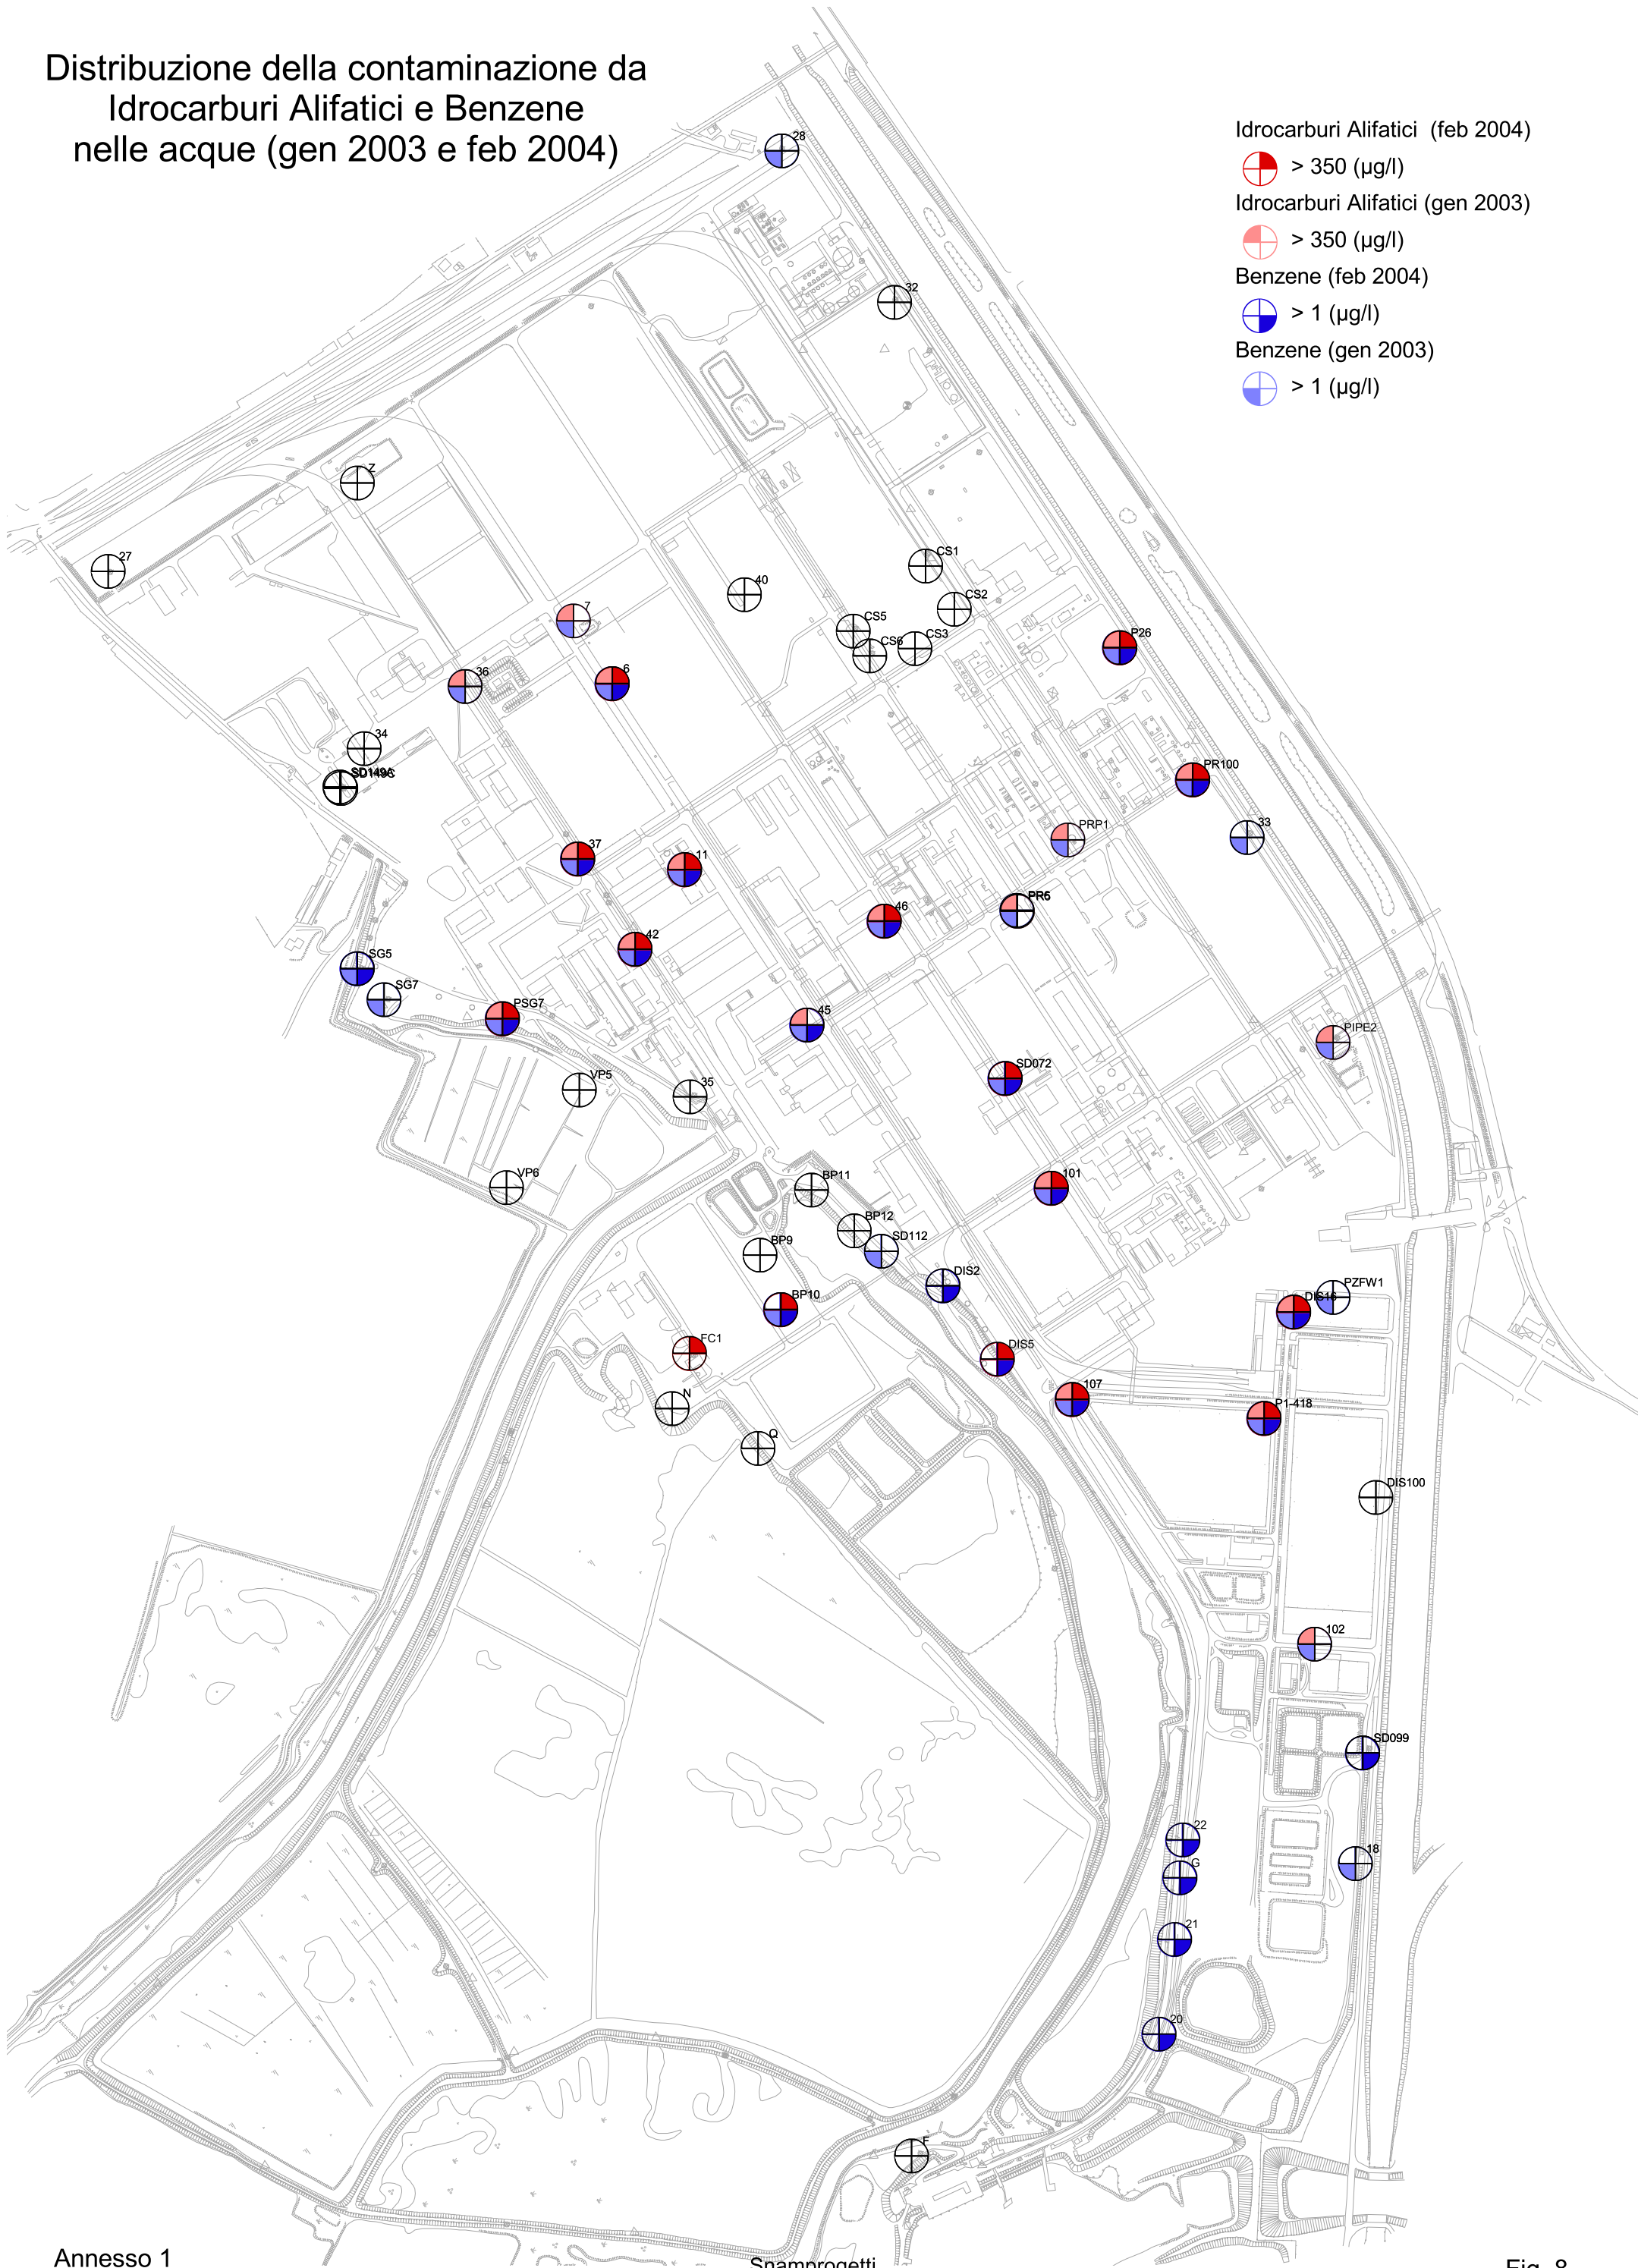 Distribuzione della contaminazione da
Idrocarburi Alifatici e Benzene
nelle acque (gen 2003 e feb 2004)
Idrocarburi Alifatici (feb 2004)
> 350 (µg/l)
Idrocarburi Alifatici (gen 2003)
> 350 (µg/l)
Benzene (feb 2004)
> 1 (µg/l)
Benzene (gen 2003)
> 1 (µg/l)
28
32
Z
27
CS1
40
CS2
7
CS5
CS3
CS6
P26
6
36
34
PR100
PRP1
33
37
11
46
42
SG5
SG7
PSG7
45
PIPE2
SD072
VP5
35
VP6
BP11
101
BP12
SD112
BP9
DIS2
PZFW1
DIS16
BP10
FC1
DIS5
107
N
P1-418
Q
DIS100
102
SD099
22
18
G
21
20
F
Annesso 1
Snamprogetti
Fig. 8